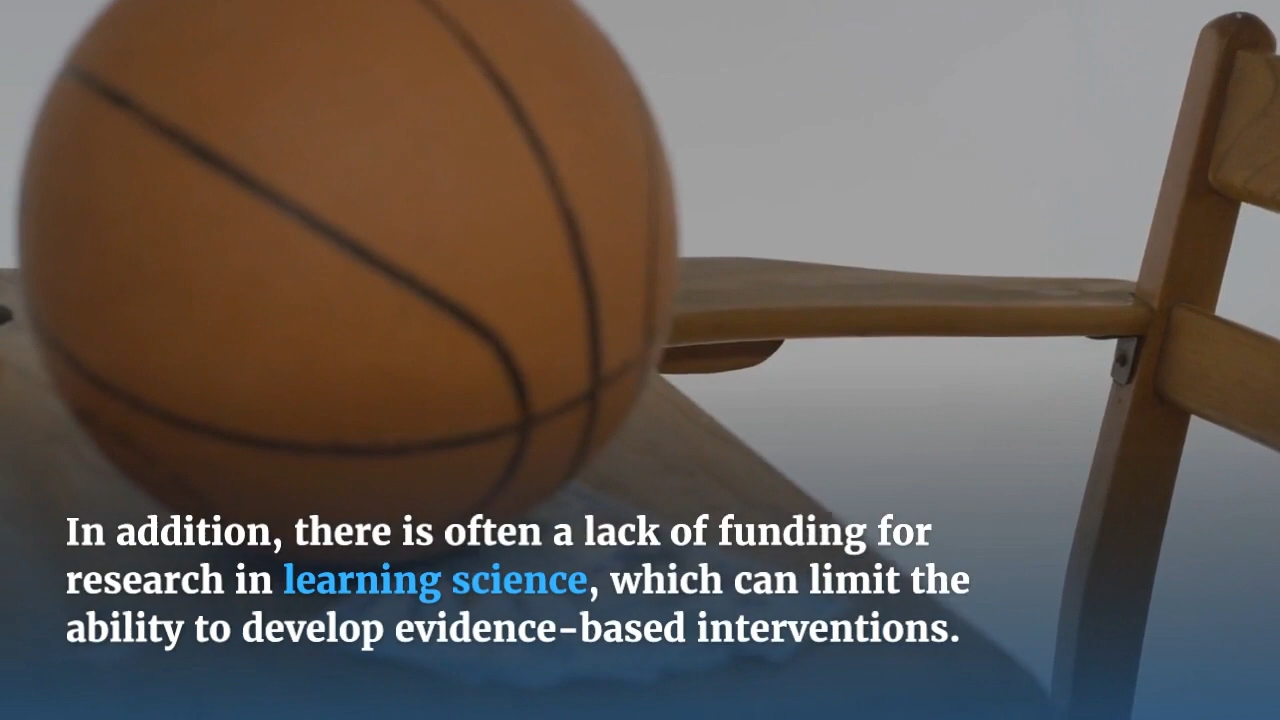 In addition, there is often a lack of funding for
research in learning science, which can limit the
ability to develop evidence-based interventions.